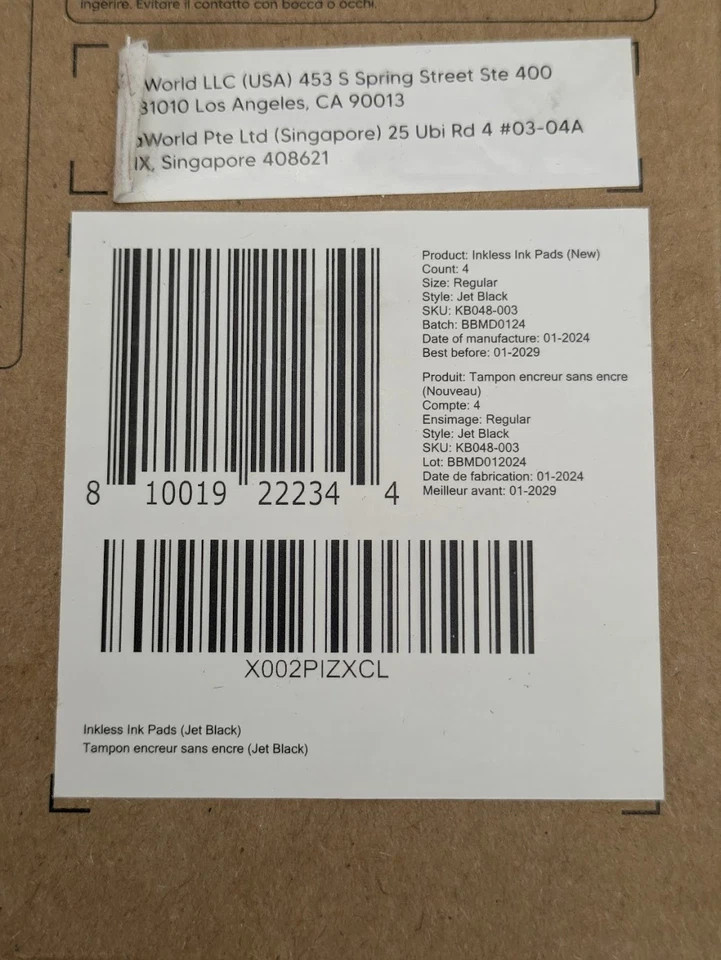 ingerire. Evitare il contatto con bocca o occhi.
World LLC (USA) 453 S Spring Street Ste 400
81010 Los Angeles, CA 90013
aWorld Pte Ltd (Singapore) 25 Ubi Rd 4 #03-04A
IX, Singapore 408621
Product: Inkless Ink Pads (New)
Count: 4
Size: Regular
Style: Jet Black
SKU: KB048-003
Batch: BBMD0124
Date of manufacture: 01-2024
Best before: 01-2029
Produit: Tampon encreur sans encre
(Nouveau)
Compte: 4
Ensimage: Regular
Style: Jet Black
SKU: KB048-003
Lot: BBMD012024
Date de fabrication: 01-2024
Meilleur avant: 01-2029
8 10019 22234 4
X002PIZXCL
Inkless Ink Pads (Jet Black)
Tampon encreur sans encre (Jet Black)